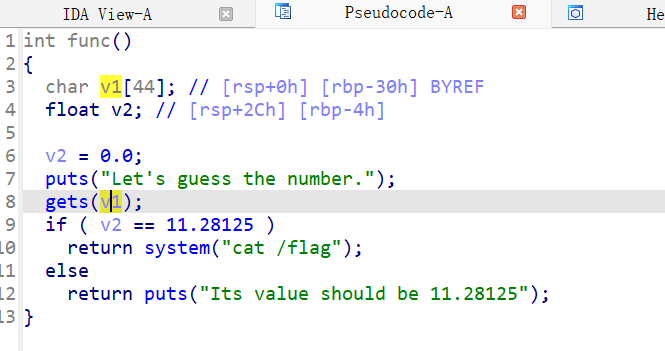 IDA View-A Pseudocode-A He
1 int func()
2 {
3 char v1[44]; // [rsp+0h] [rbp-30h] BYREF
4 float v2; // [rsp+2Ch] [rbp-4h]
5
6 v2 = 0.0;
7 puts("Let's guess the number.");
8 gets(v1);
9 if ( v2 == 11.28125 )
10 return system("cat /flag");
11 else
12 return puts("Its value should be 11.28125");
13 }